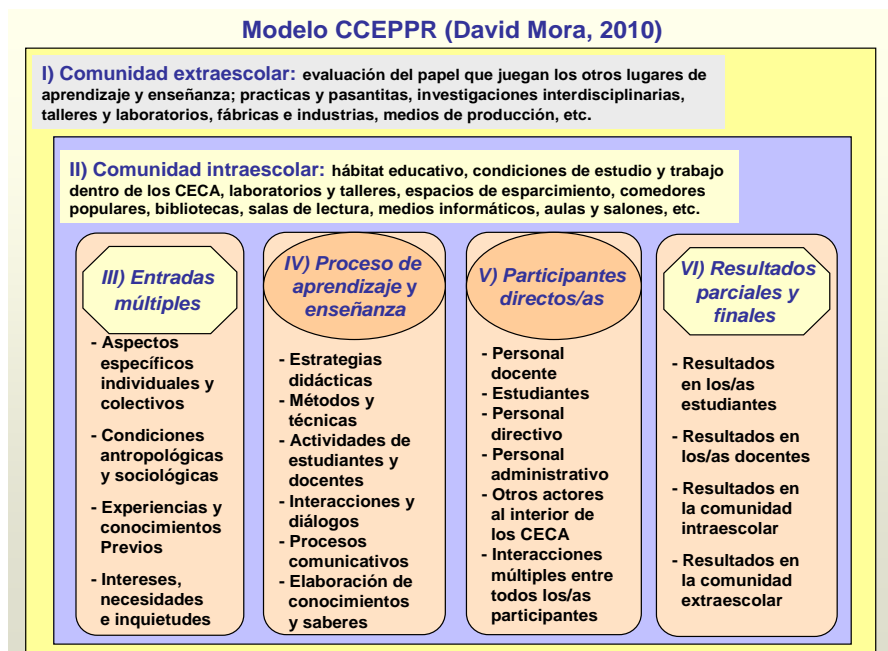 Modelo CCEPPR (David Mora, 2010)
I) Comunidad extraescolar: evaluación del papel que juegan los otros lugares de
aprendizaje y enseñanza; practicas y pasantitas, investigaciones interdisciplinarias,
talleres y laboratorios, fábricas e industrias, medios de producción, etc.
II) Comunidad intraescolar: hábitat educativo, condiciones de estudio y trabajo
dentro de los CECA, laboratorios y talleres, espacios de esparcimiento, comedores
populares, bibliotecas, salas de lectura, medios informáticos, aulas y salones, etc.
III) Entradas
múltiples
- Aspectos
específicos
individuales y
colectivos
- Condiciones
antropológicas
y sociológicas
- Experiencias y
conocimientos
Previos
- Intereses,
necesidades
e inquietudes
IV) Proceso de
aprendizaje y
enseñanza
- Estrategias
didácticas
- Métodos y
técnicas
- Actividades de
estudiantes y
docentes
- Interacciones y
diálogos
- Procesos
comunicativos
- Elaboración de
conocimientos
y saberes
V) Participantes
directos/as
- Personal
docente
- Estudiantes
- Personal
directivo
- Personal
administrativo
- Otros actores
al interior de
los CECA
- Interacciones
múltiples entre
todos los/as
participantes
VI) Resultados
parciales y
finales
- Resultados
en los/as
estudiantes
- Resultados en
los/as docentes
- Resultados en
la comunidad
intraescolar
- Resultados en
la comunidad
extraescolar